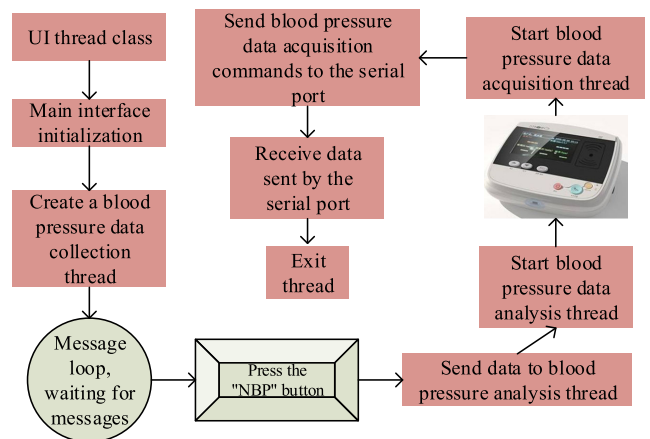 UI thread class
Main interface
initialization
Create a blood
pressure data
collection
thread
Message
loop,
waiting for
messages
Press the
"NBP" button
Send data to blood
pressure analysis thread
Start blood
pressure data
analysis thread
Start blood
pressure data
acquisition thread
Send blood pressure
data acquisition
commands to the serial
port
Receive data
sent by the
serial port
Exit
thread